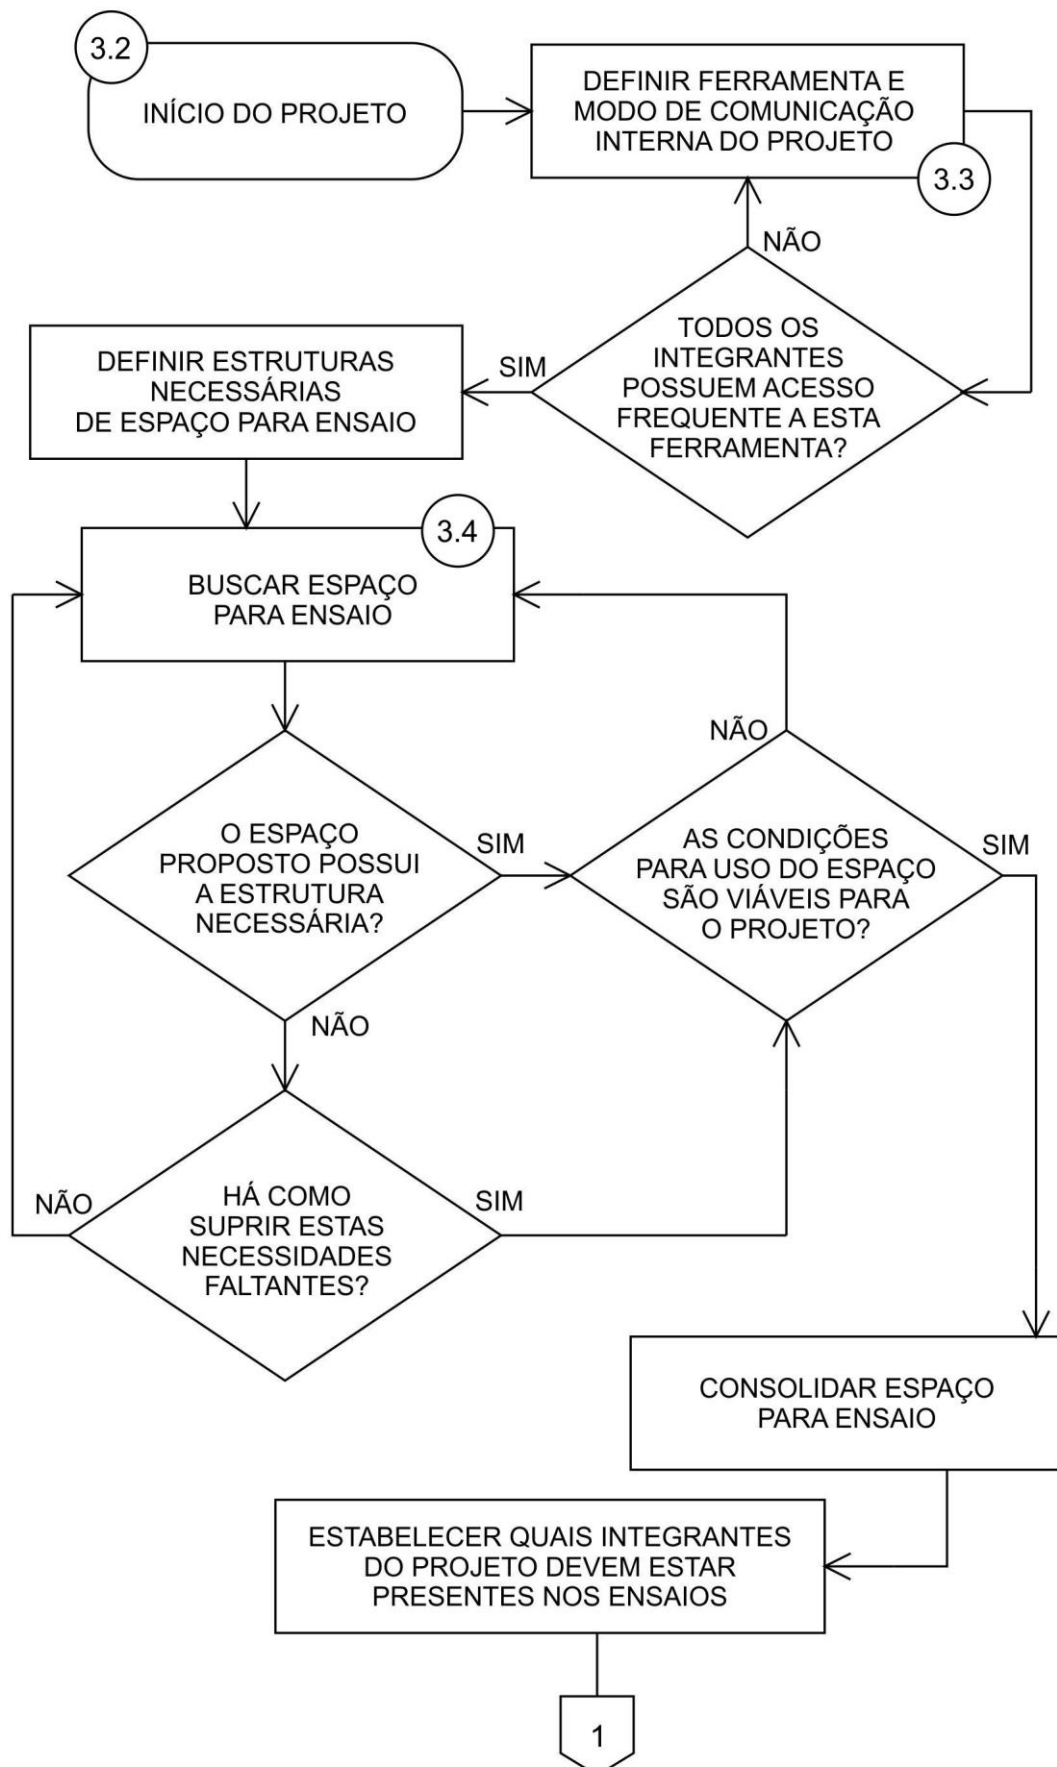 3.2
INÍCIO DO PROJETO
DEFINIR FERRAMENTA E
MODO DE COMUNICAÇÃO
INTERNA DO PROJETO
3.3
NÃO
TODOS OS
INTEGRANTES
POSSUEM ACESSO
FREQUENTE A ESTA
FERRAMENTA?
SIM
DEFINIR ESTRUTURAS
NECESSÁRIAS
DE ESPAÇO PARA ENSAIO
3.4
BUSCAR ESPAÇO
PARA ENSAIO
O ESPAÇO
PROPOSTO POSSUI
A ESTRUTURA
NECESSÁRIA?
SIM
NÃO
NÃO
AS CONDIÇÕES
PARA USO DO ESPAÇO
SÃO VIÁVEIS PARA
O PROJETO?
SIM
NÃO
HÁ COMO
SUPRIR ESTAS
NECESSIDADES
FALTANTES?
SIM
CONSOLIDAR ESPAÇO
PARA ENSAIO
ESTABELECER QUAIS INTEGRANTES
DO PROJETO DEVEM ESTAR
PRESENTES NOS ENSAIOS
1